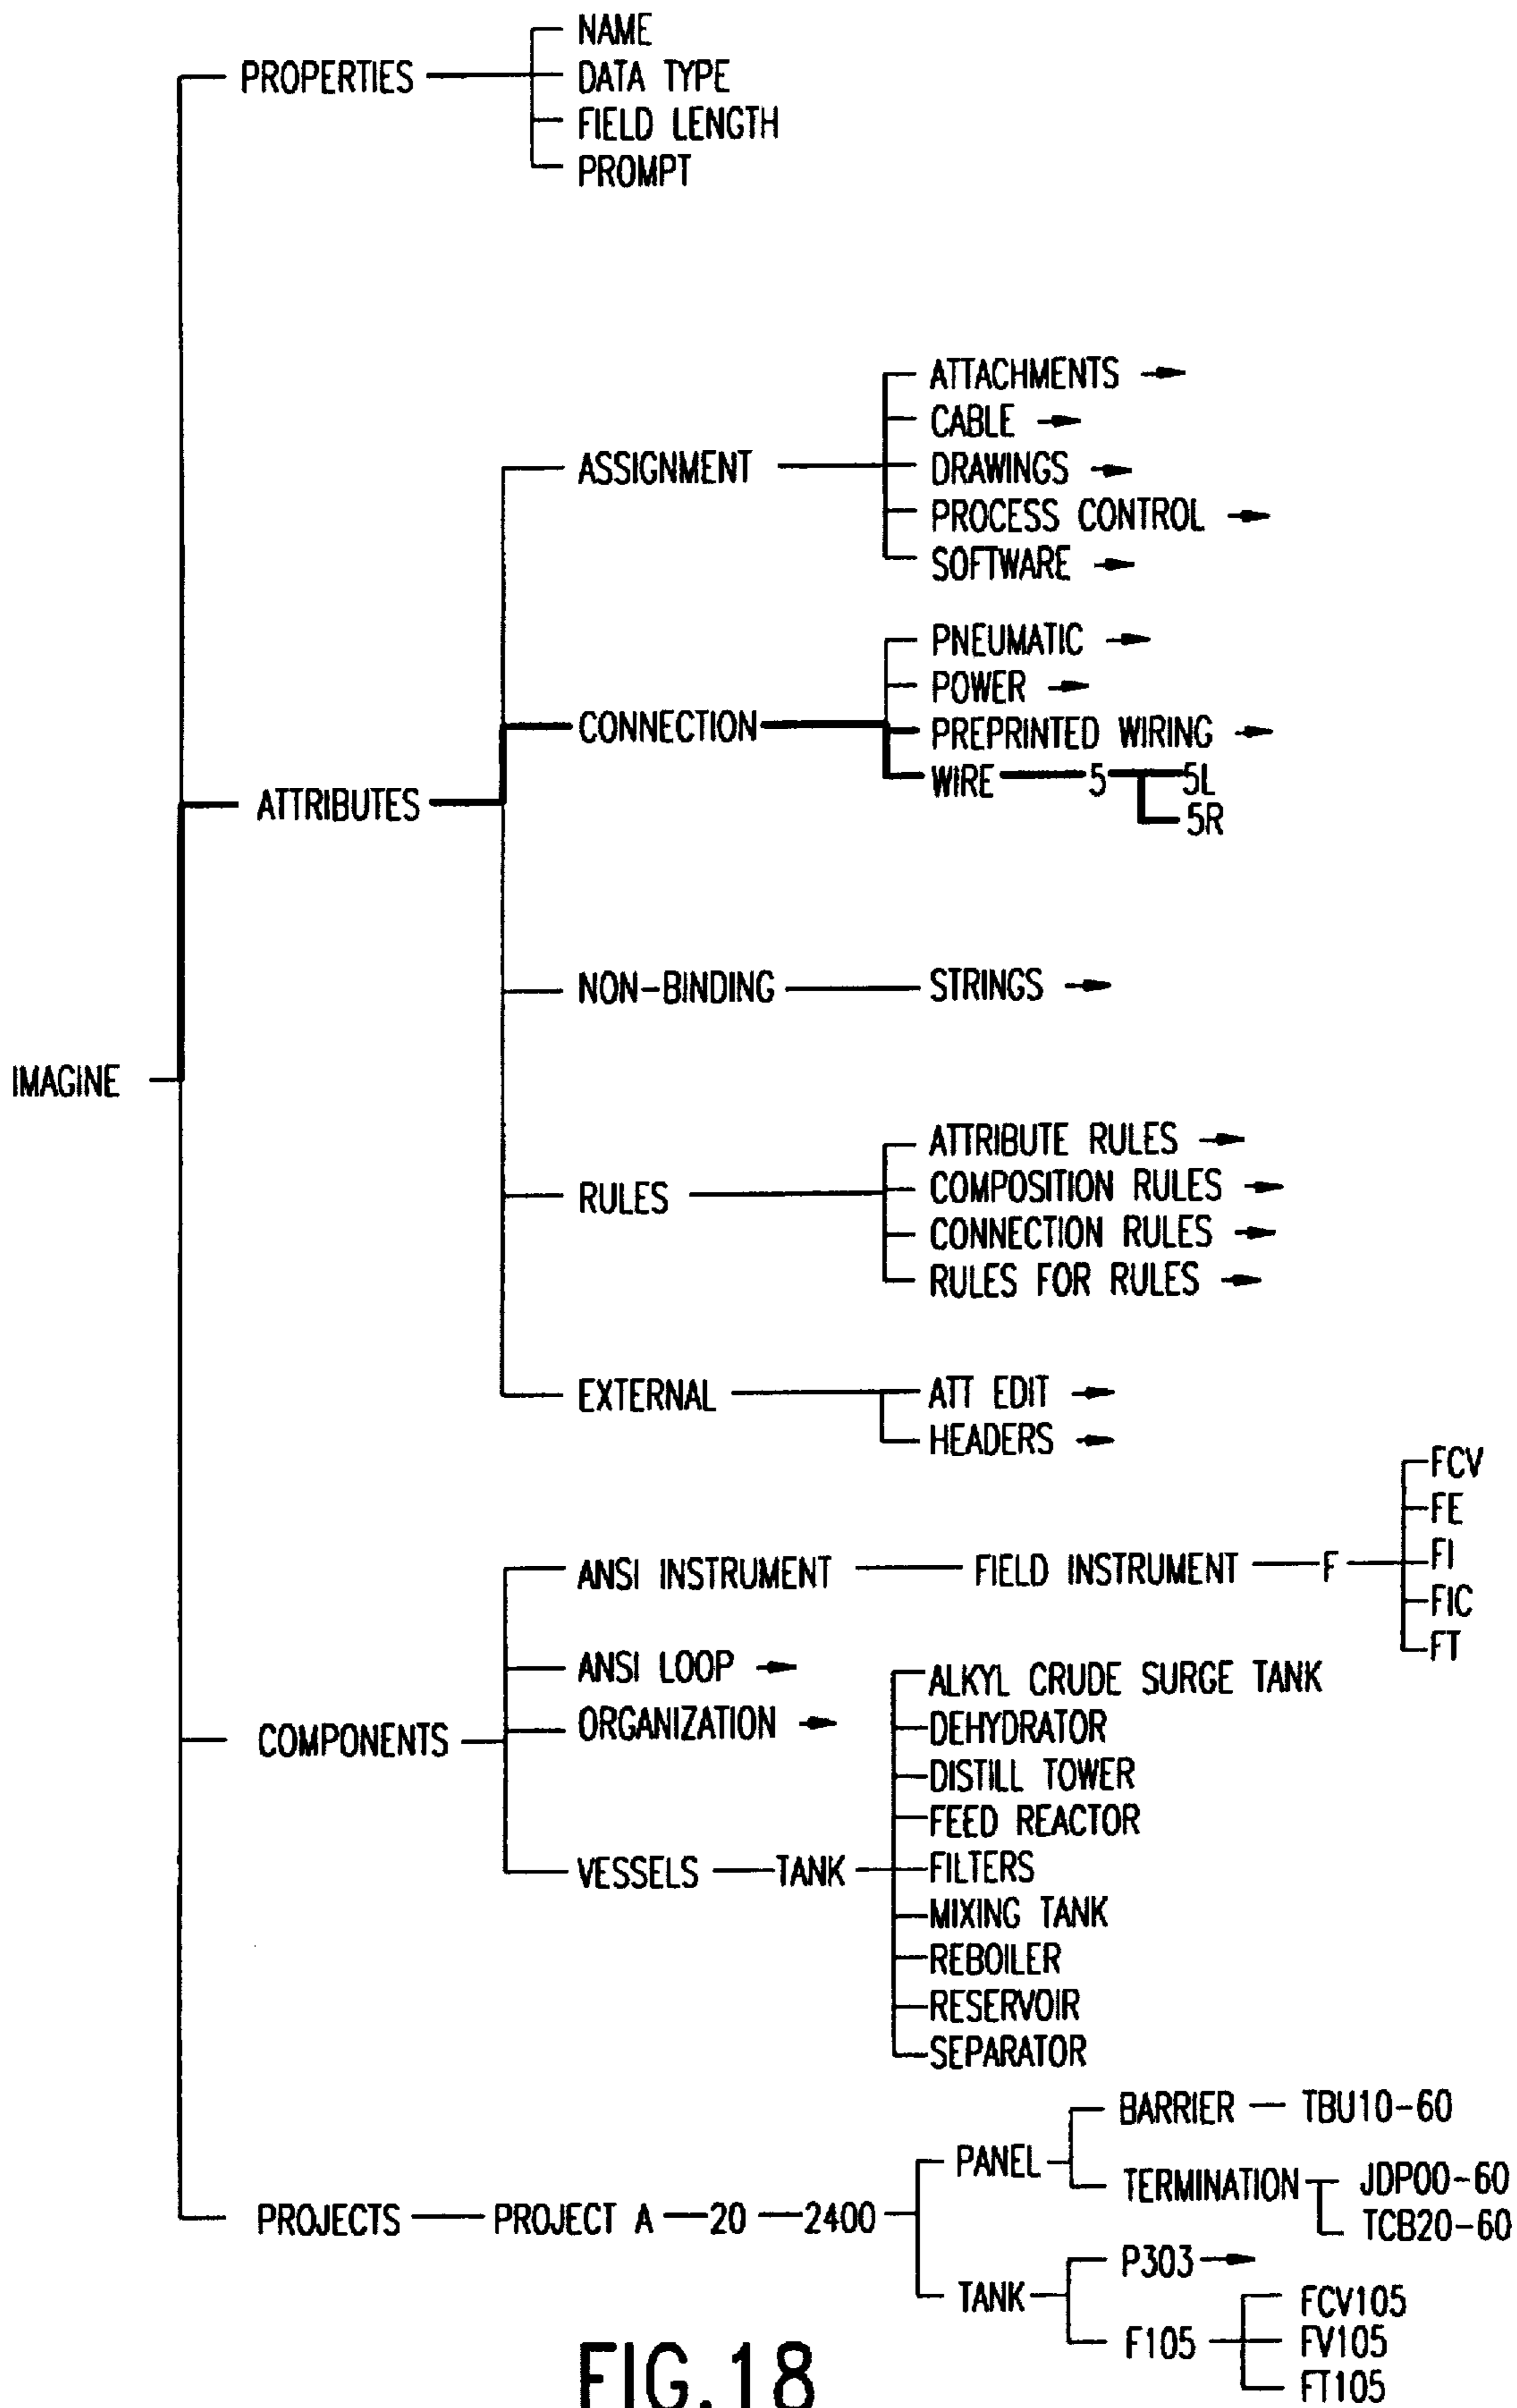 NAME
PROPERTIES
DATA TYPE
FIELD LENGTH
PROMPT
ATTACHMENTS
CABLE
ASSIGNMENT
DRAWINGS
PROCESS CONTROL
SOFTWARE
PNEUMATIC
POWER
CONNECTION
PREPRINTED WIRING
WIRE 5 5L
5R
ATTRIBUTES
NON-BINDING STRINGS
IMAGINE
ATTRIBUTE RULES
COMPOSITION RULES
RULES
CONNECTION RULES
RULES FOR RULES
EXTERNAL
ATT EDIT
HEADERS
FCV
FE
ANSI INSTRUMENT FIELD INSTRUMENT F FI
FIC
FT
ANSI LOOP
ORGANIZATION
COMPONENTS
ALKYL CRUDE SURGE TANK
DEHYDRATOR
DISTILL TOWER
FEED REACTOR
VESSELS TANK FILTERS
MIXING TANK
REBOILER
RESERVOIR
SEPARATOR
BARRIER TBU10-60
PANEL
TERMINATION JDP00-60
TCB20-60
PROJECTS PROJECT A 20 2400
P303
TANK
FCV105
F105 FV105
FT105
FIG.18